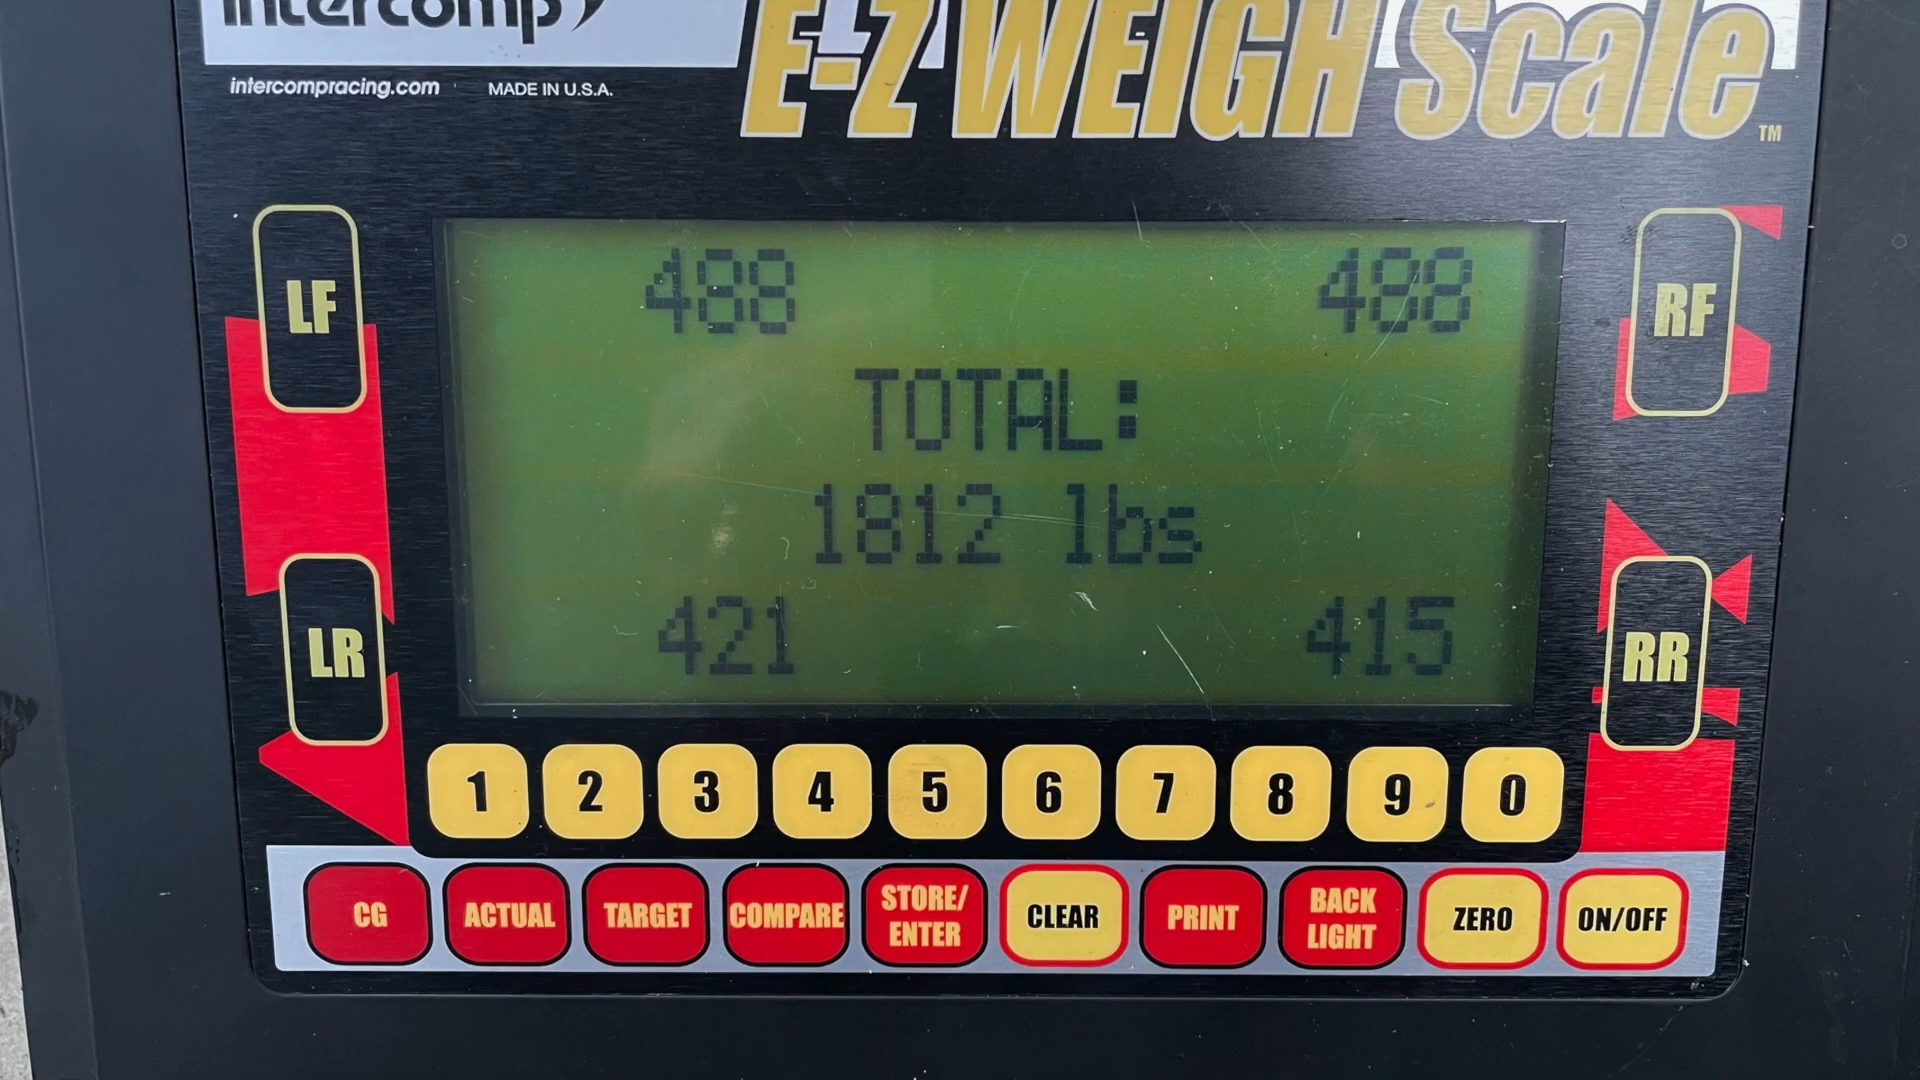 intercomp
E-Z WEIGH Scale™
intercompracing.com MADE IN U.S.A.
LF 488 488 RF
TOTAL:
1812 lbs
LR 421 415 RR
1 2 3 4 5 6 7 8 9 0
CG ACTUAL TARGET COMPARE STORE/ENTER CLEAR PRINT BACK LIGHT ZERO ON/OFF